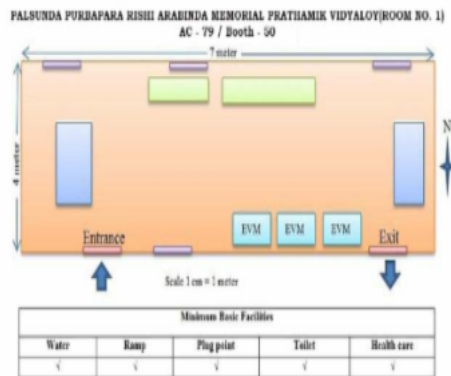 PALSUNDA PURBAPARA RISHI ARABINDA MEMORIAL PRATHAMIK VIDYALOY(ROOM NO. 1)
AC - 79 / Booth - 50
7 meter
4 meter
N
EVM EVM EVM
Entrance Exit
Scale 1 cm = 1 meter
Minimum Basic Facilities
Water Ramp Plug point Toilet Health care
√ √ √ √ √